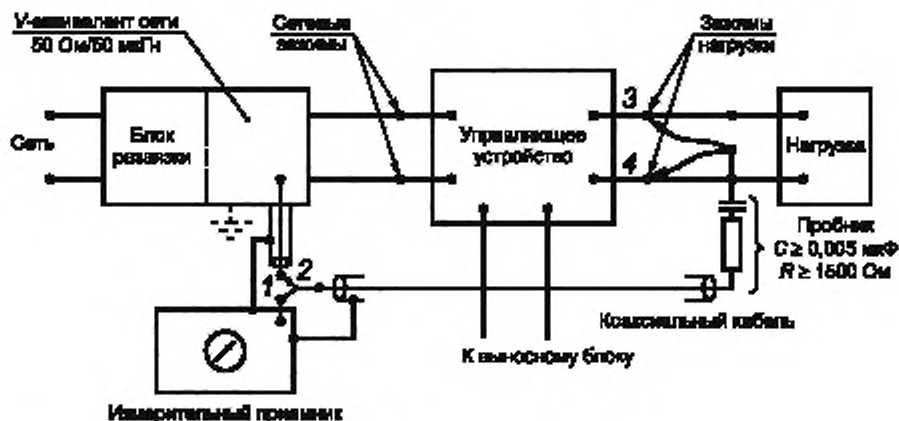 V-эквивалент сети
50 Ом/50 мкГн
Сетевые
зажимы
Зажимы
нагрузки
Сеть
Блок
развязки
Управляющее
устройство
3
4
Нагрузка
Пробник
C ≥ 0,005 мкФ
R ≥ 1500 Ом
1
2
Коаксиальный кабель
К выносному блоку
Измерительный приемник